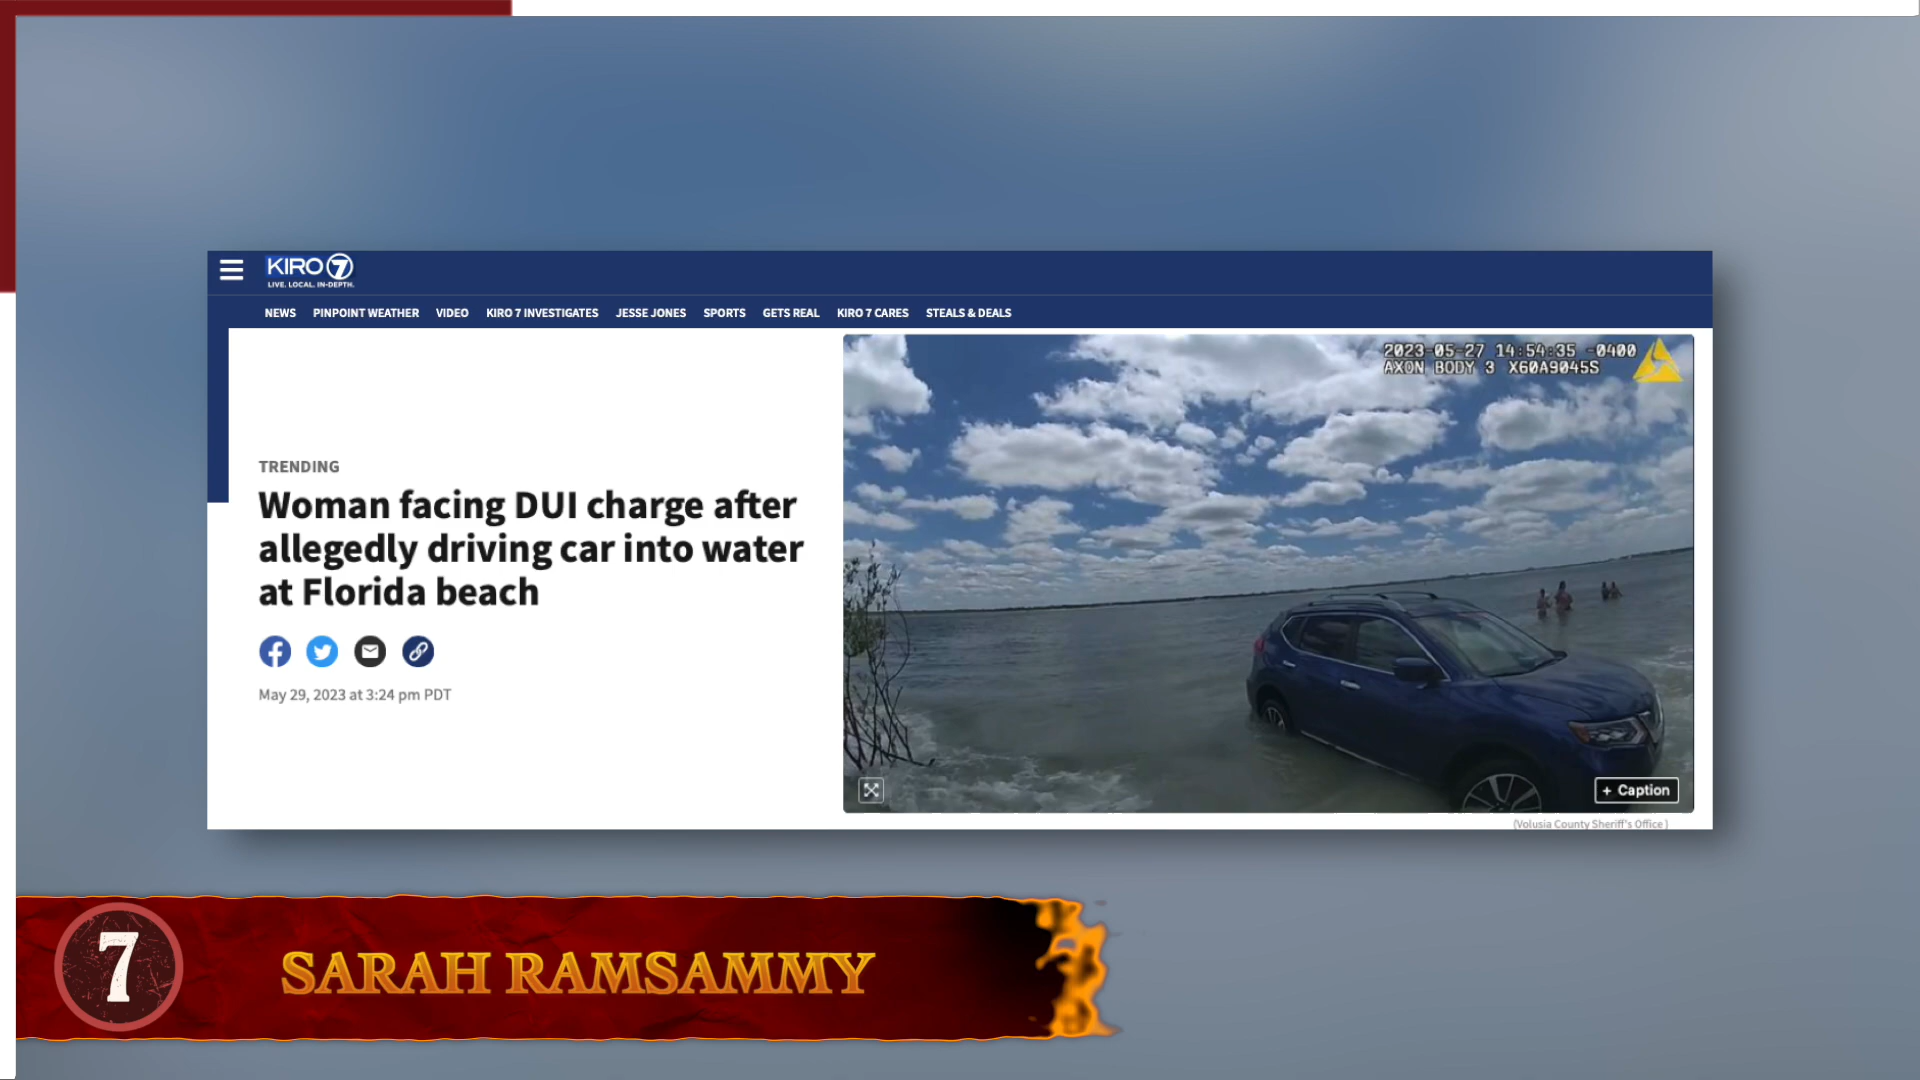 KIRO 7
LIVE. LOCAL. IN-DEPTH.
NEWS PINPOINT WEATHER VIDEO KIRO 7 INVESTIGATES JESSE JONES SPORTS GETS REAL KIRO 7 CARES STEALS & DEALS
2023-05-27 14:54:35 -0400
AXON BODY 3 X60A9045S
TRENDING
Woman facing DUI charge after
allegedly driving car into water
at Florida beach
May 29, 2023 at 3:24 pm PDT
+ Caption
(Volusia County Sheriff's Office)
7
SARAH RAMSAMMY